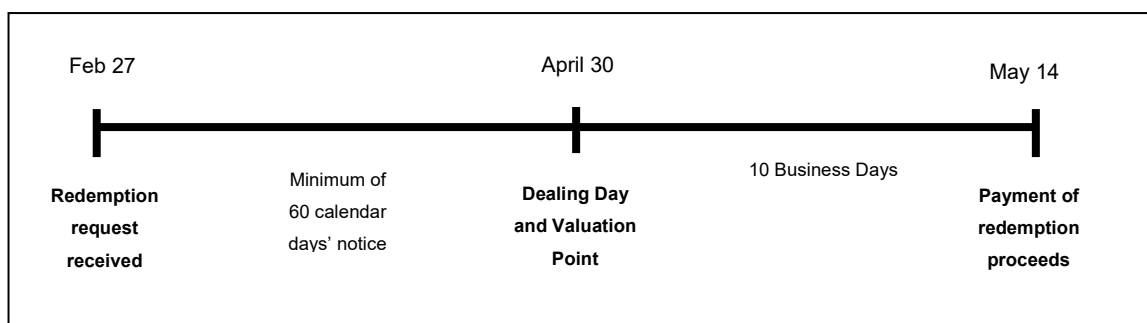 Feb 27
April 30
May 14
Redemption
request
received
Minimum of
60 calendar
days' notice
Dealing Day
and Valuation
Point
10 Business Days
Payment of
redemption
proceeds